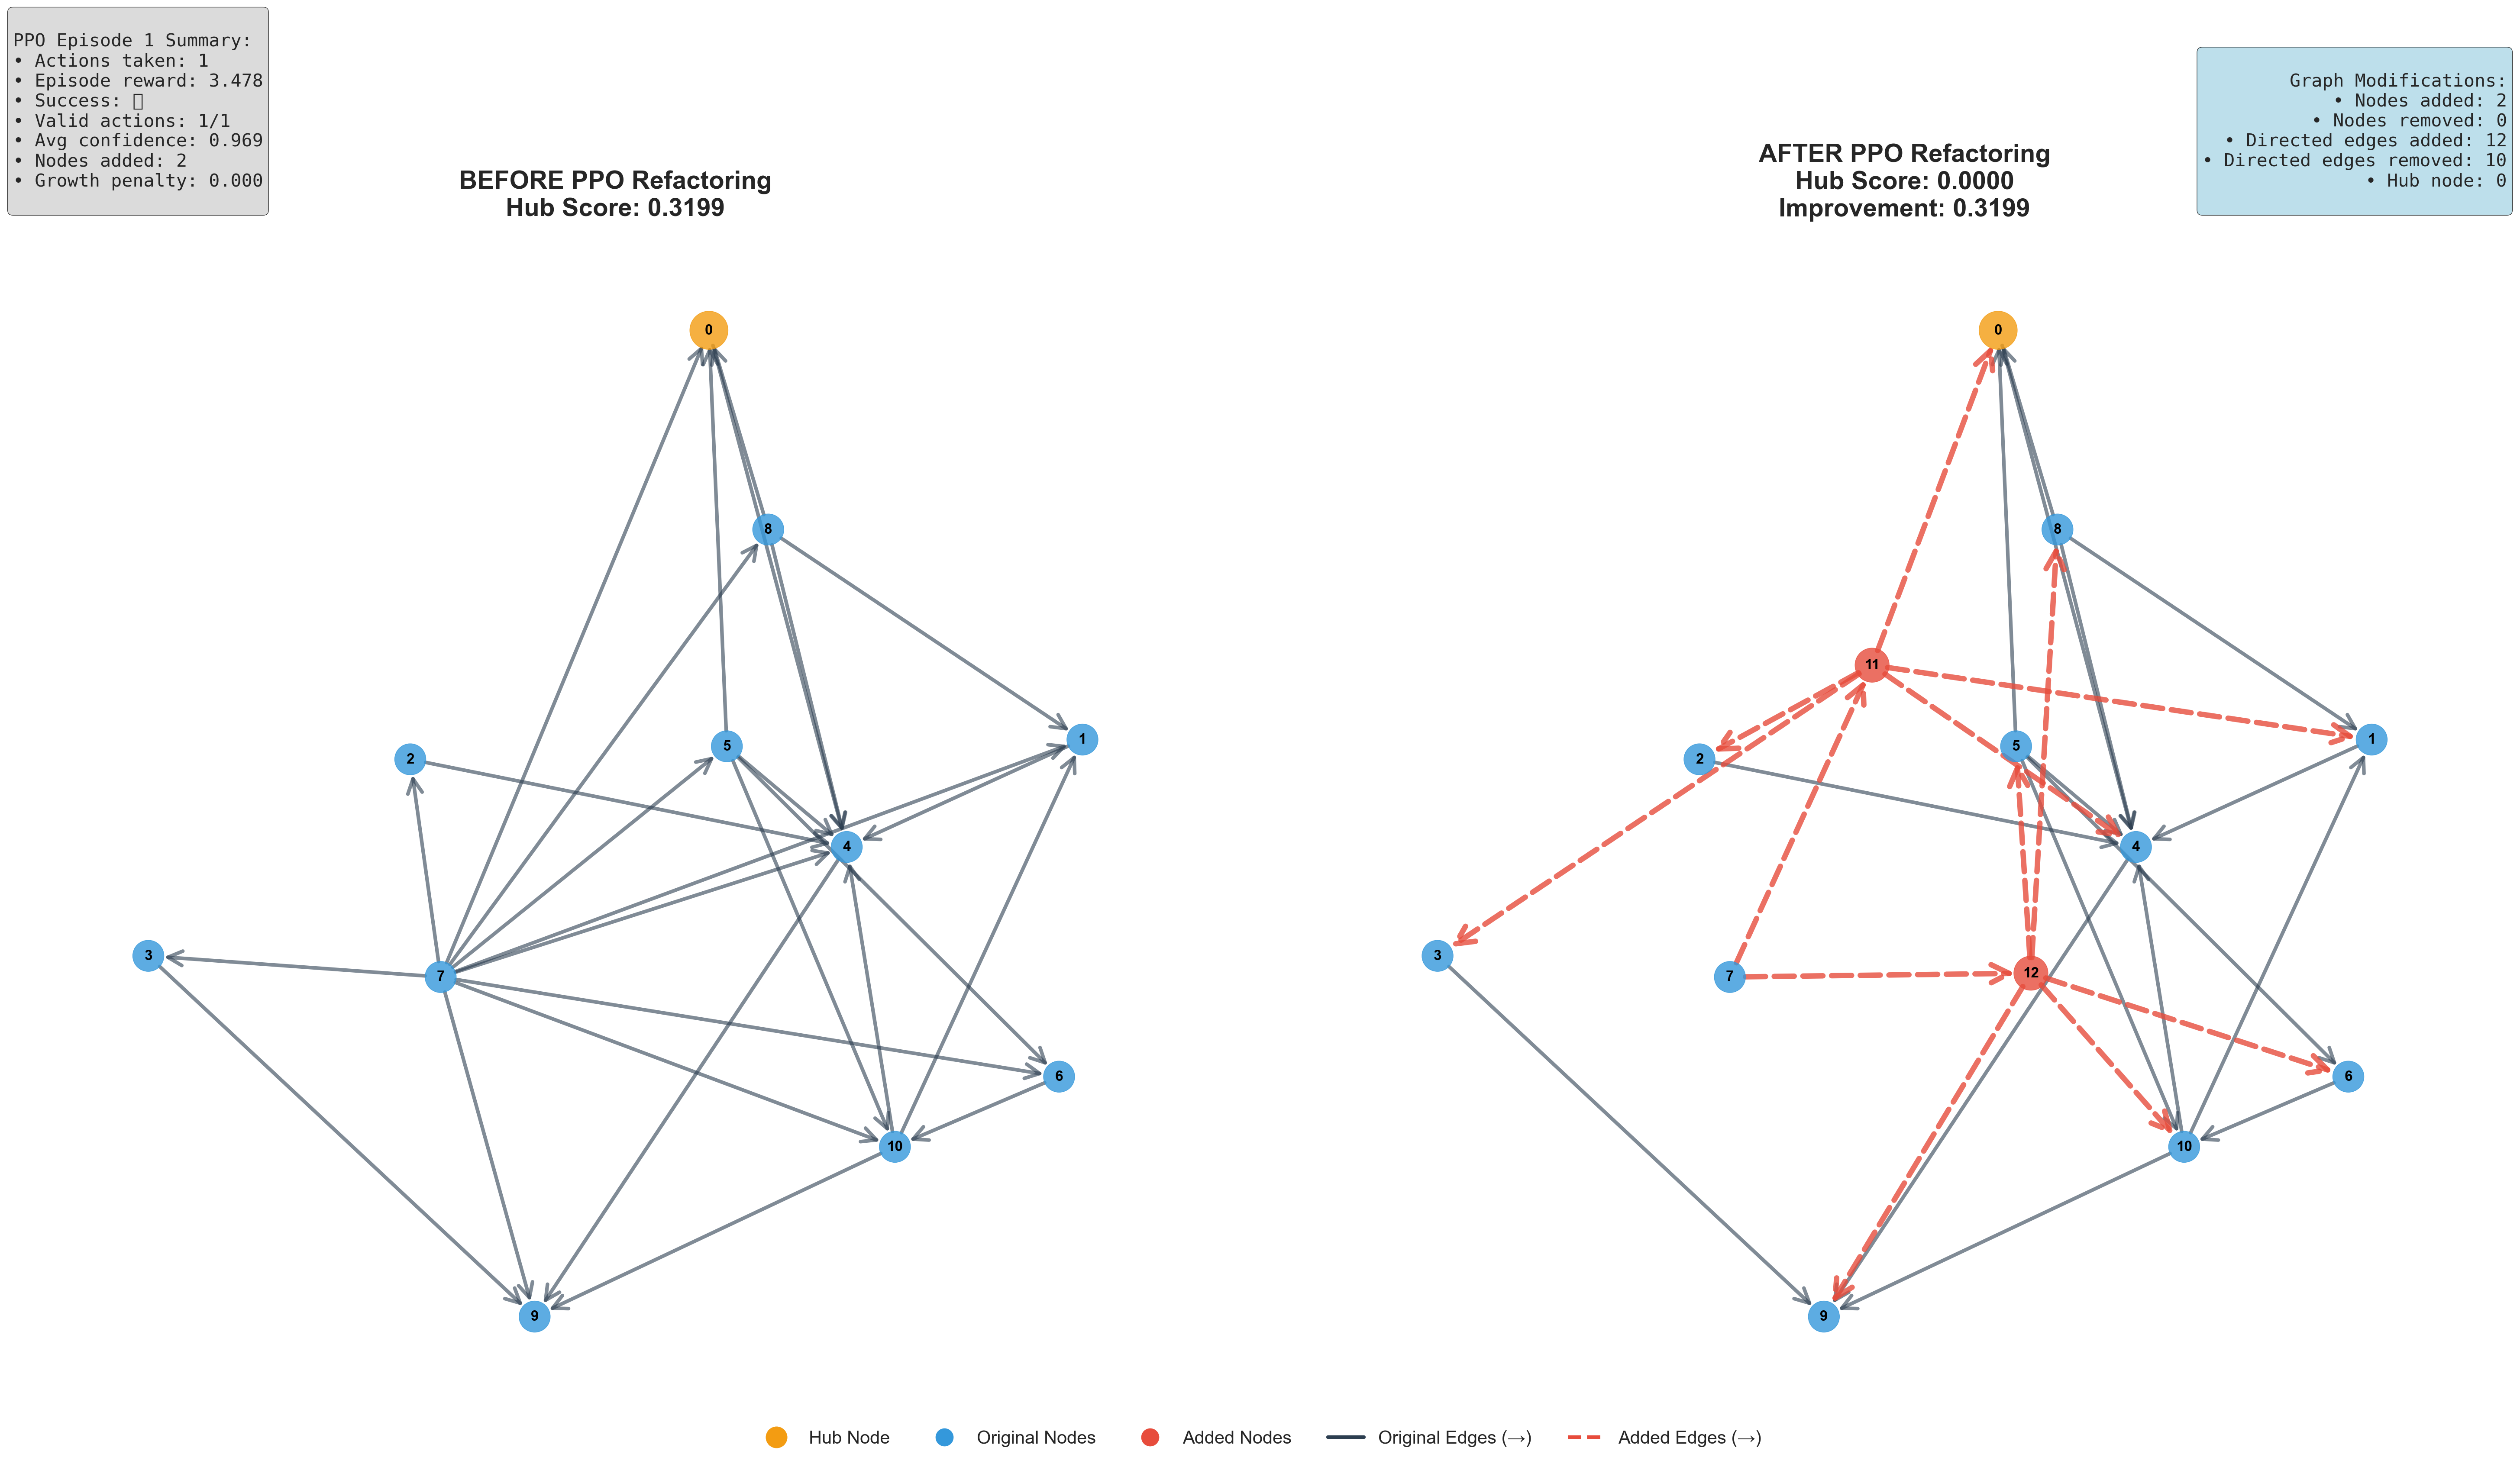 PPO Episode 1 Summary:
• Actions taken: 1
• Episode reward: 3.478
• Success: 
• Valid actions: 1/1
• Avg confidence: 0.969
• Nodes added: 2
• Growth penalty: 0.000
Graph Modifications:
• Nodes added: 2
• Nodes removed: 0
• Directed edges added: 12
• Directed edges removed: 10
• Hub node: 0
BEFORE PPO Refactoring
Hub Score: 0.3199
0
8
5
1
2
4
3
7
6
10
9
AFTER PPO Refactoring
Hub Score: 0.0000
Improvement: 0.3199
0
8
11
1
5
2
4
3
12
7
6
10
9
Hub Node
Original Nodes
Added Nodes
Original Edges (→)
Added Edges (→)